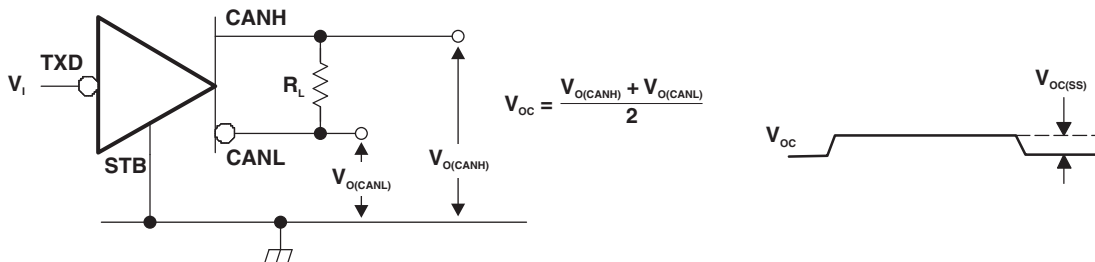 CANH
TXD
V_I
R_L
CANL
STB
V_O(CANL)
V_O(CANH)
V_OC = V_O(CANH) + V_O(CANL) / 2
V_OC
V_OC(SS)